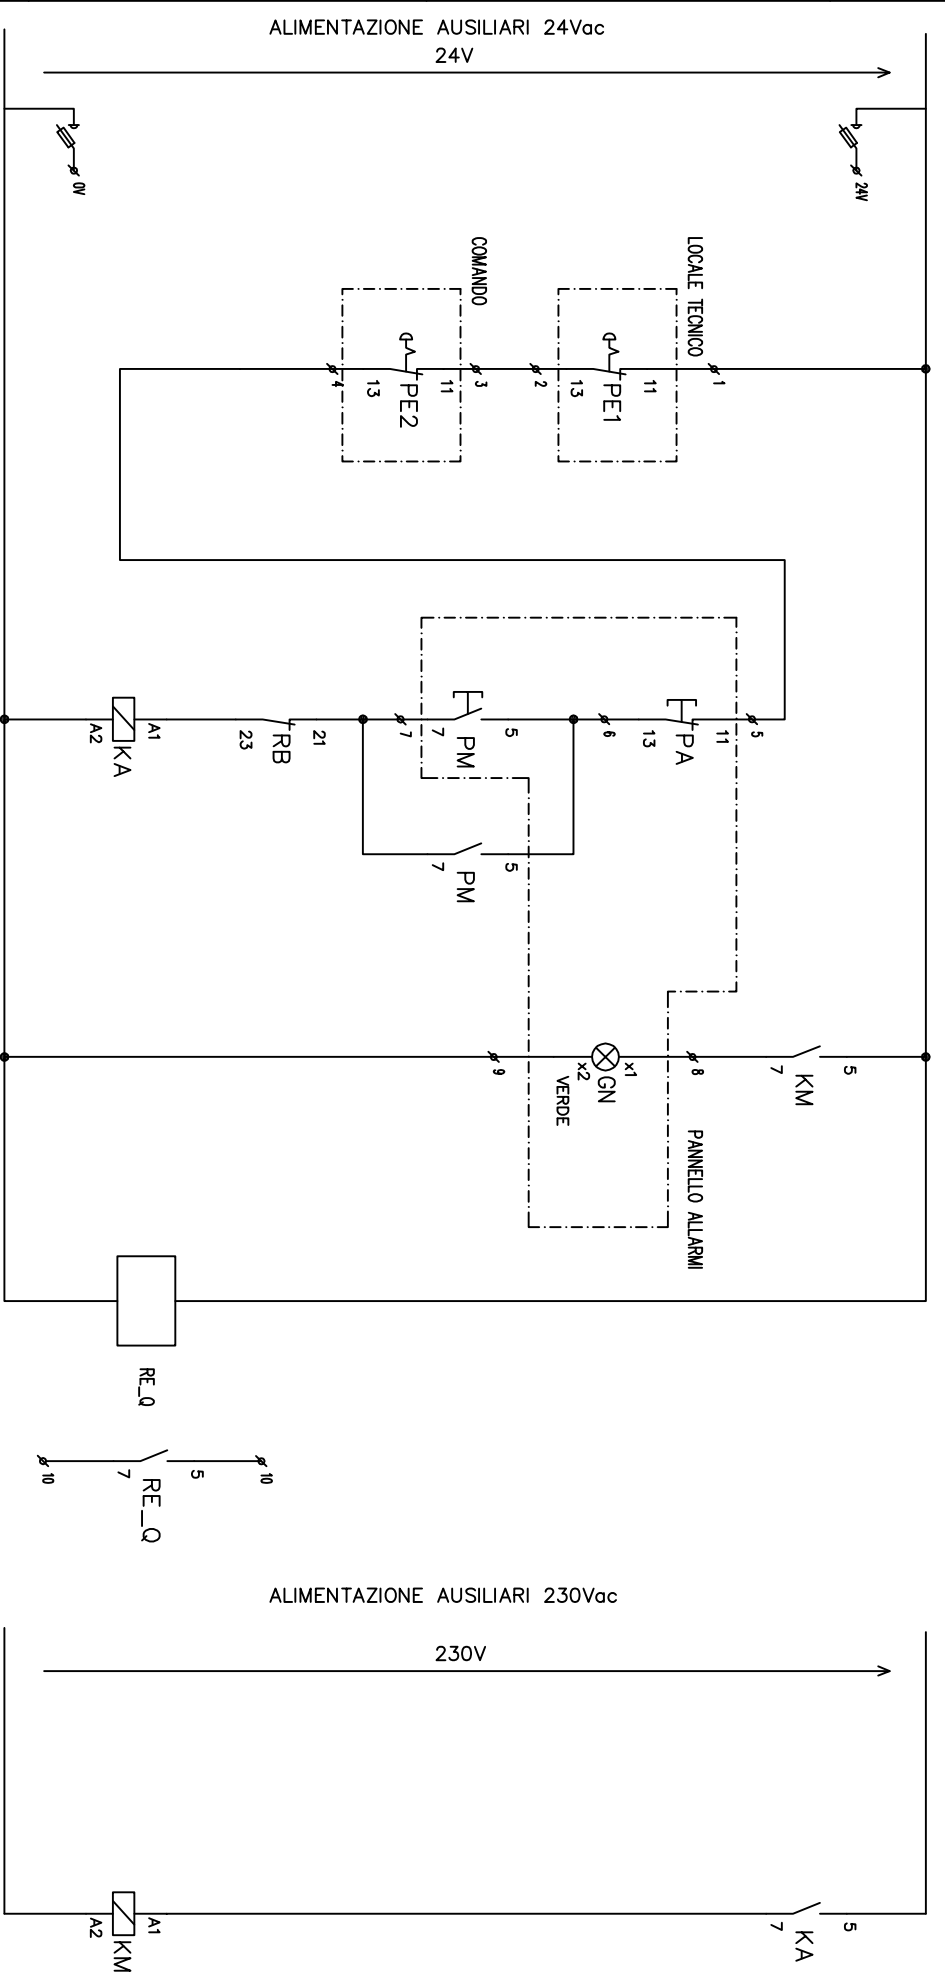 ALIMENTAZIONE AUSILIARI 24Vac
24V
0V
24V
LOCALE TECNICO
COMANDO
1
11
PE1
13
2
3
11
PE2
13
4
5
11
PA
13
6
5
PM
7
7
21
RB
23
A1
KA
A2
5
PM
7
5
KM
7
8
x1
GN
x2
VERDE
9
PANNELLO ALLARMI
RE_Q
10
5
RE_Q
7
10
ALIMENTAZIONE AUSILIARI 230Vac
230V
5
KA
7
A1
KM
A2